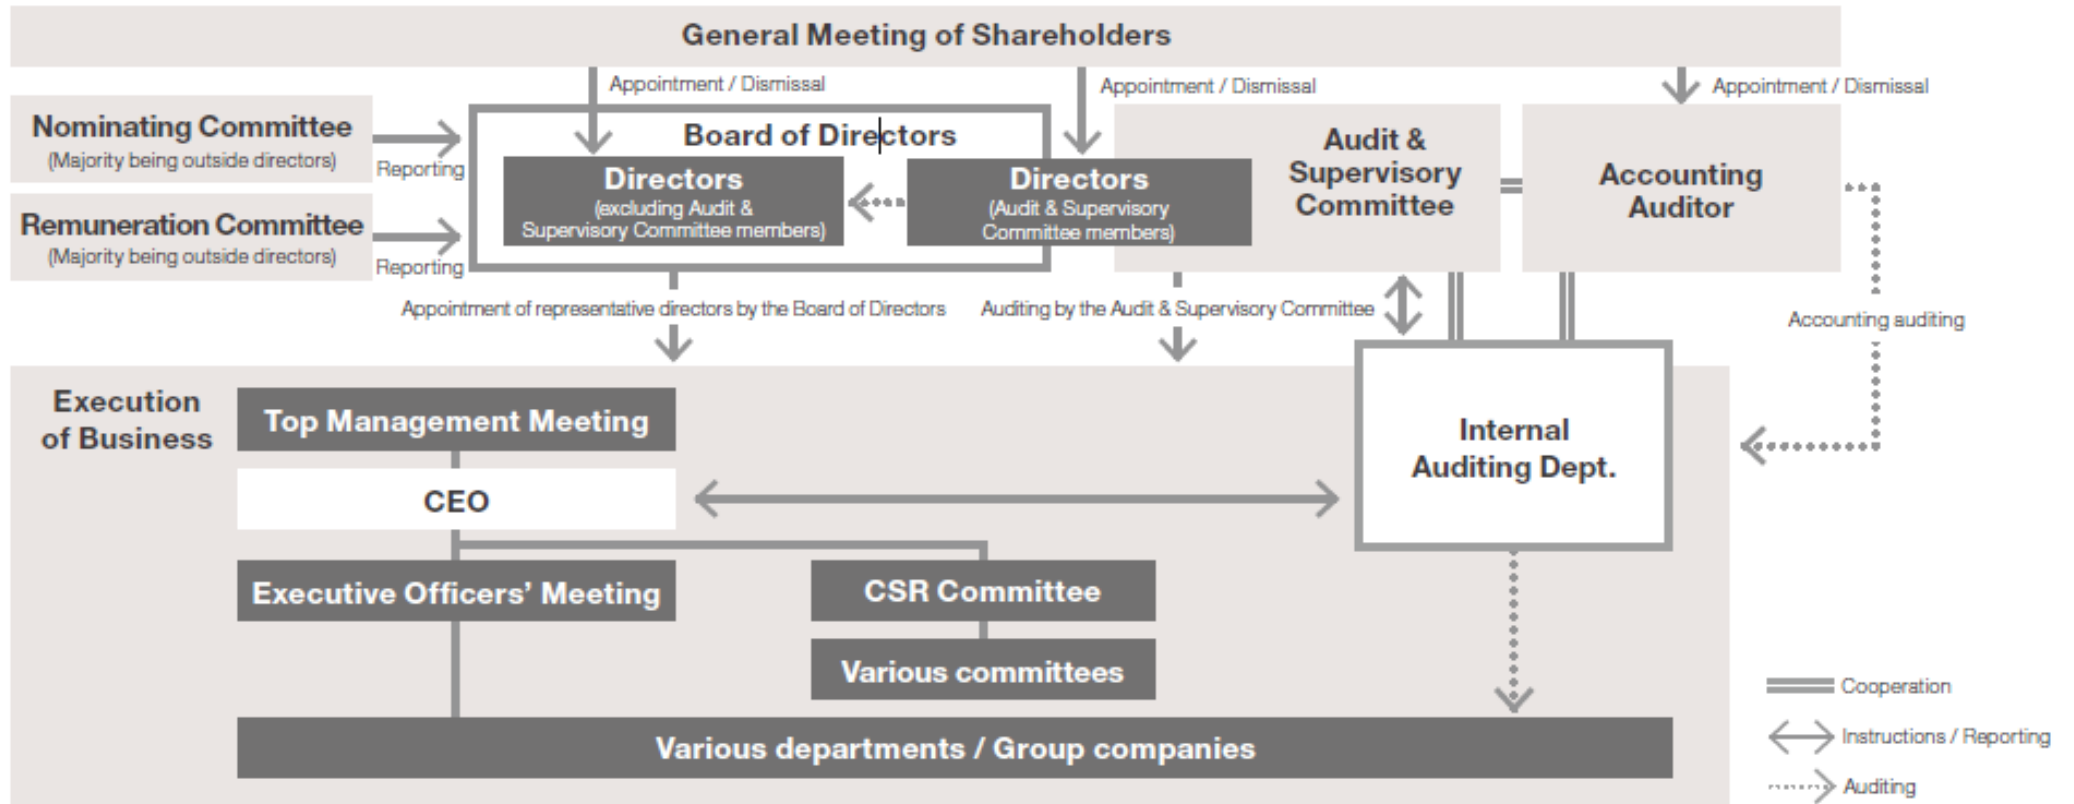 General Meeting of Shareholders
Appointment / Dismissal
Appointment / Dismissal
Appointment / Dismissal
Nominating Committee
(Majority being outside directors)
Reporting
Remuneration Committee
(Majority being outside directors)
Reporting
Board of Directors
Directors
(excluding Audit &
Supervisory Committee members)
Directors
(Audit & Supervisory
Committee members)
Audit &
Supervisory
Committee
Accounting
Auditor
Appointment of representative directors by the Board of Directors
Auditing by the Audit & Supervisory Committee
Accounting auditing
Execution
of Business
Top Management Meeting
CEO
Executive Officers' Meeting
CSR Committee
Various committees
Internal
Auditing Dept.
Various departments / Group companies
Cooperation
Instructions / Reporting
Auditing